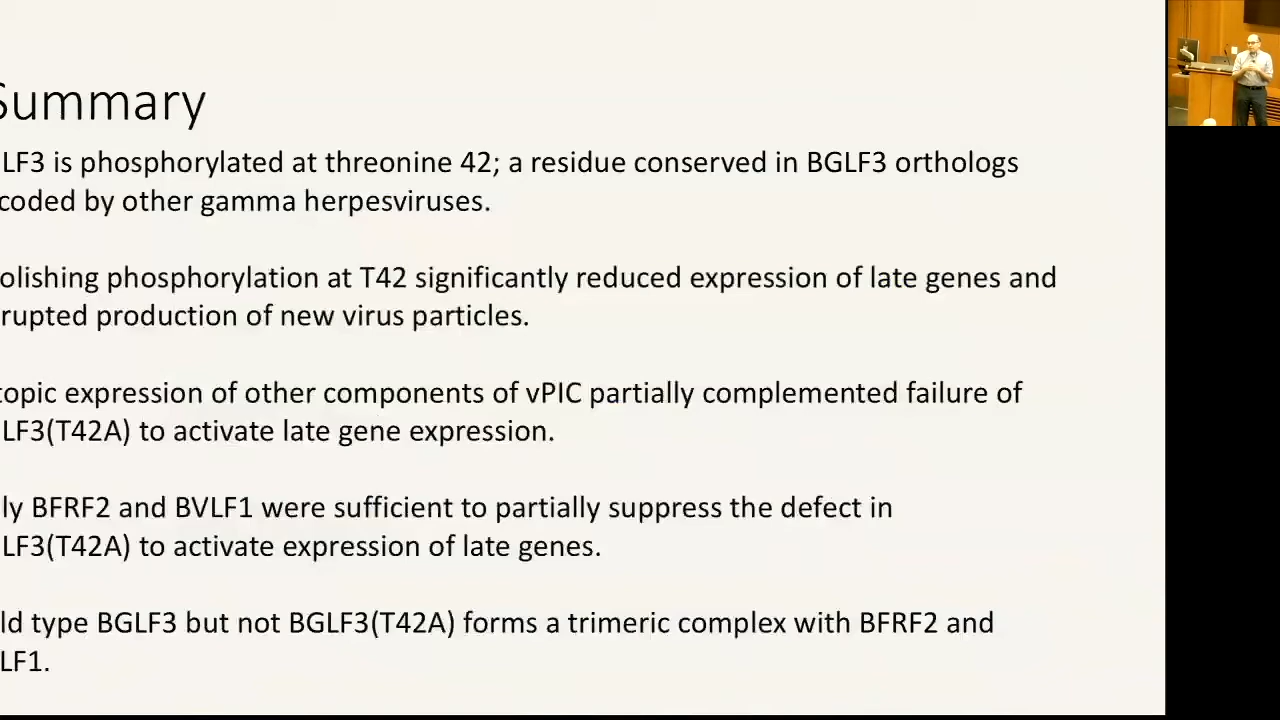 Summary
LF3 is phosphorylated at threonine 42; a residue conserved in BGLF3 orthologs
coded by other gamma herpesviruses.
olishing phosphorylation at T42 significantly reduced expression of late genes and
rupted production of new virus particles.
topic expression of other components of vPIC partially complemented failure of
LF3(T42A) to activate late gene expression.
ly BFRF2 and BVLF1 were sufficient to partially suppress the defect in
LF3(T42A) to activate expression of late genes.
ld type BGLF3 but not BGLF3(T42A) forms a trimeric complex with BFRF2 and
LF1.